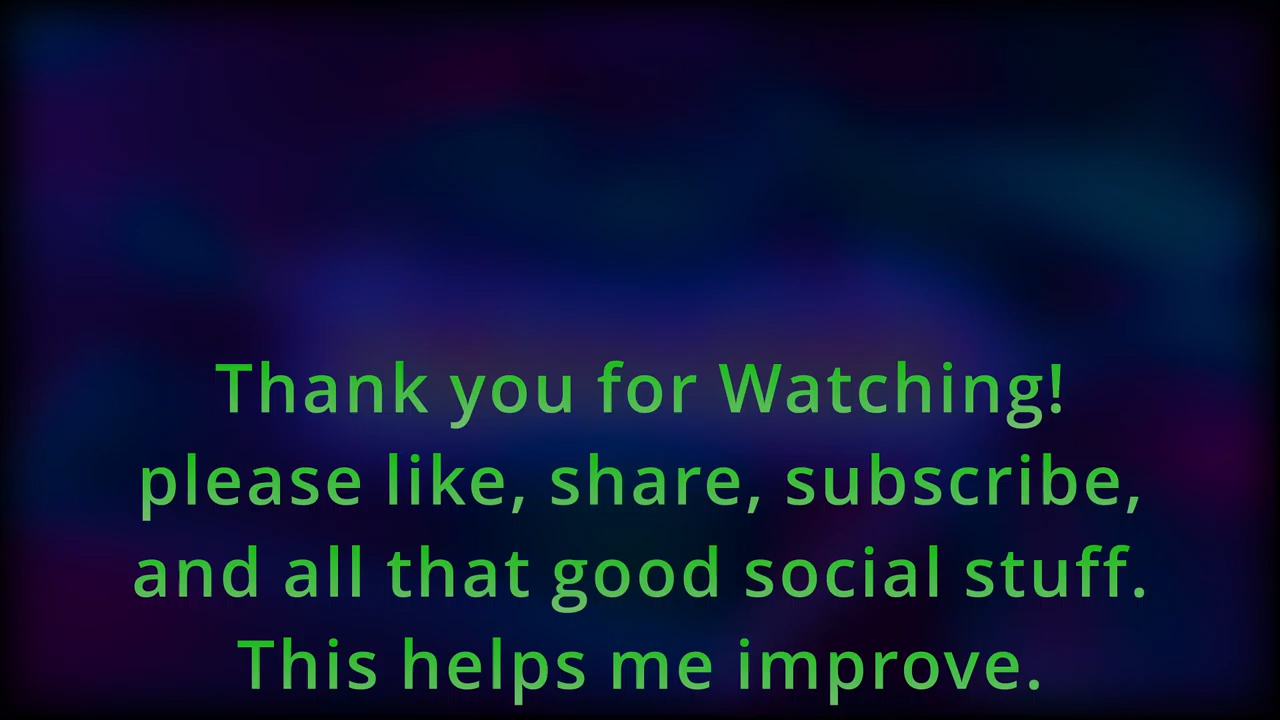 Thank you for Watching!
please like, share, subscribe,
and all that good social stuff.
This helps me improve.